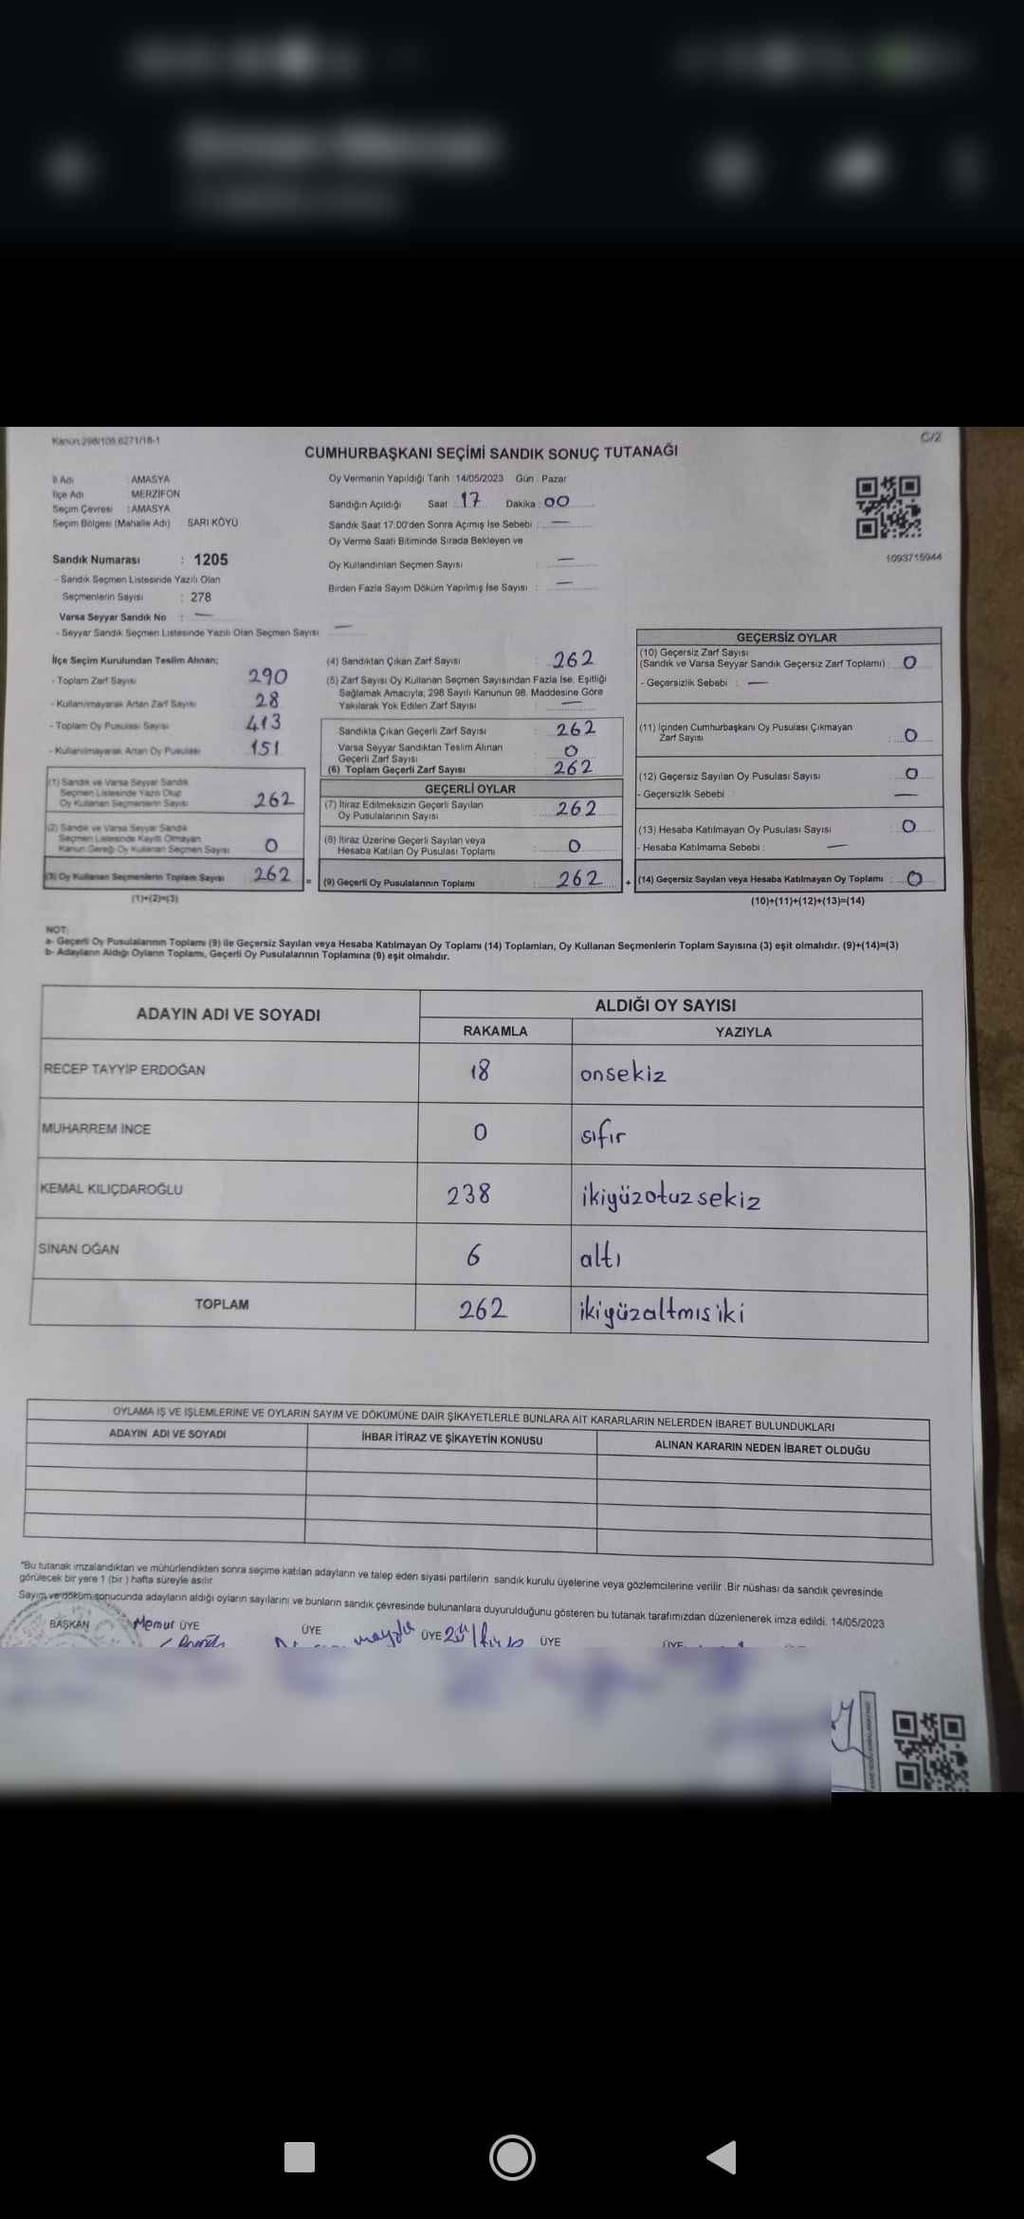 Kanun:298/105,6271/18-1
C/2
CUMHURBAŞKANI SEÇİMİ SANDIK SONUÇ TUTANAĞI
İl Adı AMASYA
İlçe Adı MERZİFON
Seçim Çevresi : AMASYA
Seçim Bölgesi (Mahalle Adı) SARI KÖYÜ
Sandık Numarası : 1205
- Sandık Seçmen Listesinde Yazılı Olan
Seçmenlerin Sayısı : 278
Varsa Seyyar Sandık No : —
- Seyyar Sandık Seçmen Listesinde Yazılı Olan Seçmen Sayısı —
Oy Vermenin Yapıldığı Tarih 14/05/2023 Gün : Pazar
Sandığın Açıldığı Saat 17 Dakika : 00
Sandık Saat 17.00'den Sonra Açımış İse Sebebi : —
Oy Verme Saati Bitiminde Sırada Bekleyen ve
Oy Kullandırılan Seçmen Sayısı : —
Birden Fazla Sayım Döküm Yapılmış İse Sayısı : —
1093715944
İlçe Seçim Kurulundan Teslim Alınan;
- Toplam Zarf Sayısı 290
- Kullanılmayarak Artan Zarf Sayısı 28
- Toplam Oy Pusulası Sayısı 413
- Kullanılmayarak Artan Oy Pusulası 151
(1) Sandık ve Varsa Seyyar Sandık
Seçmen Listesinde Yazılı Olup
Oy Kullanan Seçmenlerin Sayısı 262
(2) Sandık ve Varsa Seyyar Sandık
Seçmen Listesinde Kayıtlı Olmayan
Kanun Gereği Oy Kullanan Seçmen Sayısı 0
(3) Oy Kullanan Seçmenlerin Toplam Sayısı 262 =
(1)+(2)=(3)
(4) Sandıktan Çıkan Zarf Sayısı : 262
(5) Zarf Sayısı Oy Kullanan Seçmen Sayısından Fazla İse, Eşitliği
Sağlamak Amacıyla, 298 Sayılı Kanunun 98. Maddesine Göre
Yakılarak Yok Edilen Zarf Sayısı —
Sandıkta Çıkan Geçerli Zarf Sayısı : 262
Varsa Seyyar Sandıktan Teslim Alınan
Geçerli Zarf Sayısı 0
(6) Toplam Geçerli Zarf Sayısı 262
GEÇERLİ OYLAR
(7) İtiraz Edilmeksizin Geçerli Sayılan
Oy Pusulalarının Sayısı : 262
(8) İtiraz Üzerine Geçerli Sayılan veya
Hesaba Katılan Oy Pusulası Toplamı : 0
(9) Geçerli Oy Pusulalarının Toplamı : 262 +
GEÇERSİZ OYLAR
(10) Geçersiz Zarf Sayısı
(Sandık ve Varsa Seyyar Sandık Geçersiz Zarf Toplamı) : 0
- Geçersizlik Sebebi : —
(11) İçinden Cumhurbaşkanı Oy Pusulası Çıkmayan
Zarf Sayısı : 0
(12) Geçersiz Sayılan Oy Pusulası Sayısı : 0
- Geçersizlik Sebebi : —
(13) Hesaba Katılmayan Oy Pusulası Sayısı : 0
- Hesaba Katılmama Sebebi : —
(14) Geçersiz Sayılan veya Hesaba Katılmayan Oy Toplamı : 0
(10)+(11)+(12)+(13)=(14)
NOT:
a- Geçerli Oy Pusulalarının Toplamı (9) ile Geçersiz Sayılan veya Hesaba Katılmayan Oy Toplamı (14) Toplamları, Oy Kullanan Seçmenlerin Toplam Sayısına (3) eşit olmalıdır. (9)+(14)=(3)
b- Adayların Aldığı Oyların Toplamı, Geçerli Oy Pusulalarının Toplamına (9) eşit olmalıdır.
ADAYIN ADI VE SOYADI ALDIĞI OY SAYISI
RAKAMLA YAZIYLA
RECEP TAYYİP ERDOĞAN 18 onsekiz
MUHARREM İNCE 0 sıfır
KEMAL KILIÇDAROĞLU 238 ikiyüzotuz sekiz
SİNAN OĞAN 6 altı
TOPLAM 262 ikiyüzaltmış iki
OYLAMA İŞ VE İŞLEMLERİNE VE OYLARIN SAYIM VE DÖKÜMÜNE DAİR ŞİKAYETLERLE BUNLARA AİT KARARLARIN NELERDEN İBARET BULUNDUKLARI
ADAYIN ADI VE SOYADI İHBAR İTİRAZ VE ŞİKAYETİN KONUSU ALINAN KARARIN NEDEN İBARET OLDUĞU
"Bu tutanak imzalandıktan ve mühürlendikten sonra seçime katılan adayların ve talep eden siyasi partilerin sandık kurulu üyelerine veya gözlemcilerine verilir. Bir nüshası da sandık çevresinde
görülecek bir yere 1 (bir) hafta süreyle asılır
Sayım ve döküm sonucunda adayların aldığı oyların sayılarını ve bunların sandık çevresinde bulunanlara duyurulduğunu gösteren bu tutanak tarafımızdan düzenlenerek imza edildi. 14/05/2023
BAŞKAN Memur ÜYE ÜYE ÜYE ÜYE ÜYE